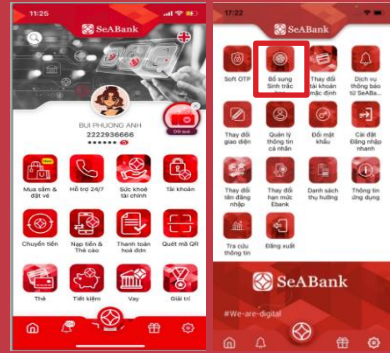 11:25
SeABank
BUI PHUONG ANH
2222936666
Mua sắm &
đặt vé
Hỗ trợ 24/7
Sức khoẻ
tài chính
Tài khoản
Chuyển tiền
Nạp tiền &
Thẻ cào
Thanh toán
hoá đơn
Quét mã QR
Thẻ
Tiết kiệm
Vay
Giải trí
17:22
SeABank
Soft OTP
Bổ sung
Sinh trắc
Thay đổi
tài khoản
mặc định
Dịch vụ
thông báo
từ SeABa...
Thay đổi
giao diện
Quản lý
thông tin
cá nhân
Đổi mật
khẩu
Cài đặt
Đăng nhập
nhanh
Thay đổi
tên đăng
nhập
Thay đổi
hạn mức
Ebank
Danh sách
thụ hưởng
Thông tin
ứng dụng
Tra cứu
thông tin
Đăng xuất
SeABank
#We-are-digital